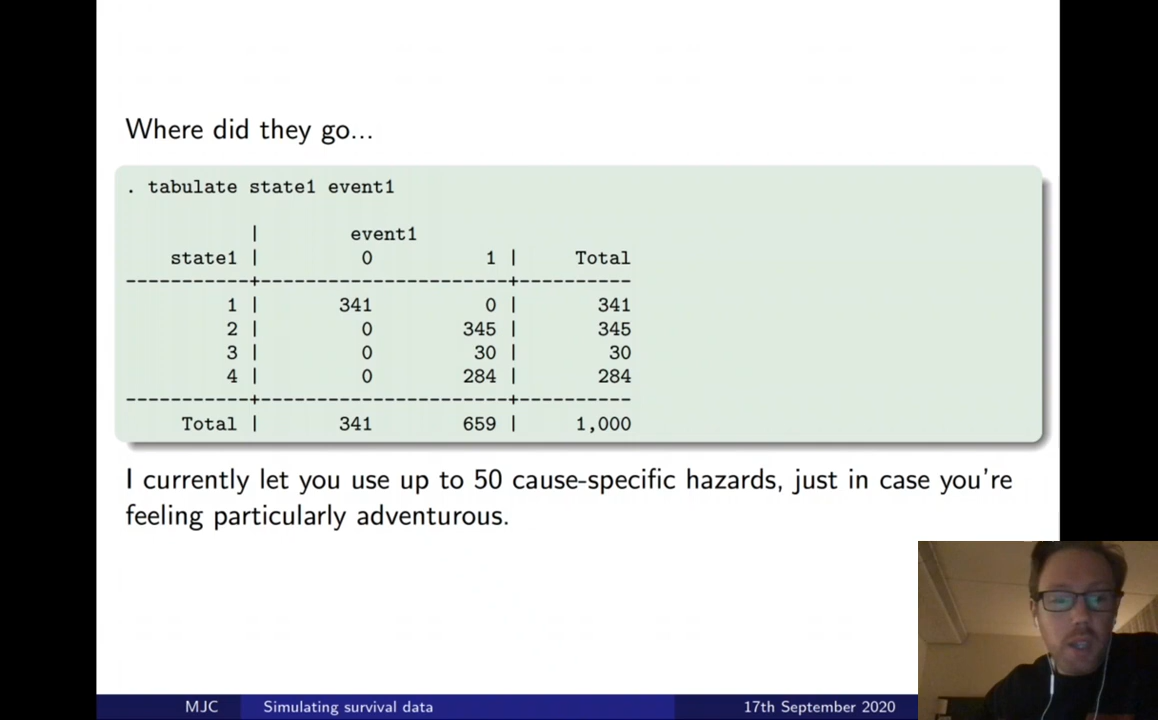 Where did they go...
. tabulate state1 event1
| event1
state1 | 0 1 | Total
-----------+----------------------+----------
1 | 341 0 | 341
2 | 0 345 | 345
3 | 0 30 | 30
4 | 0 284 | 284
-----------+----------------------+----------
Total | 341 659 | 1,000
I currently let you use up to 50 cause-specific hazards, just in case you're
feeling particularly adventurous.
MJC Simulating survival data 17th September 2020